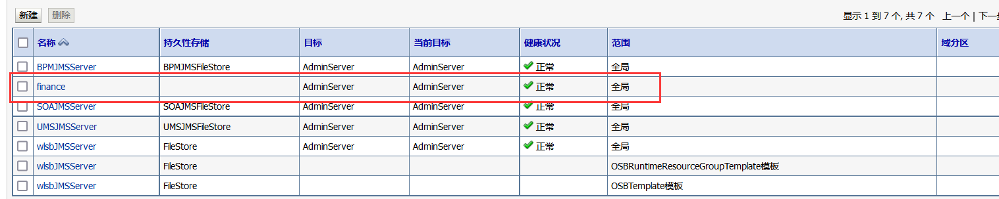 新建 删除 显示 1 到 7 个, 共 7 个 上一个 | 下一步
名称 持久性存储 目标 当前目标 健康状况 范围 域分区
BPMJMSServer BPMJMSFileStore AdminServer AdminServer 正常 全局
finance AdminServer AdminServer 正常 全局
SOAJMSServer SOAJMSFileStore AdminServer AdminServer 正常 全局
UMSJMSServer UMSJMSFileStore AdminServer AdminServer 正常 全局
wlsbJMSServer FileStore AdminServer AdminServer 正常 全局
wlsbJMSServer FileStore OSBRuntimeResourceGroupTemplate模板
wlsbJMSServer FileStore OSBTemplate模板